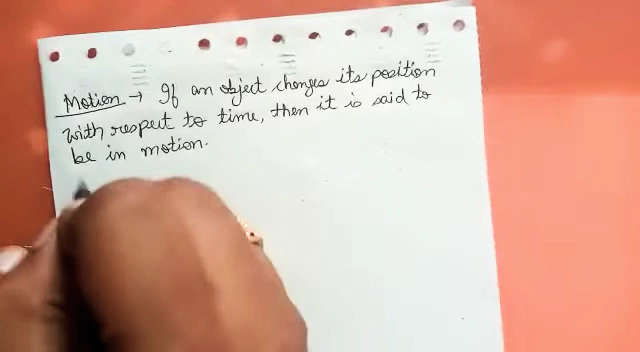 Motion → If an object changes its position
with respect to time, then it is said to
be in motion.